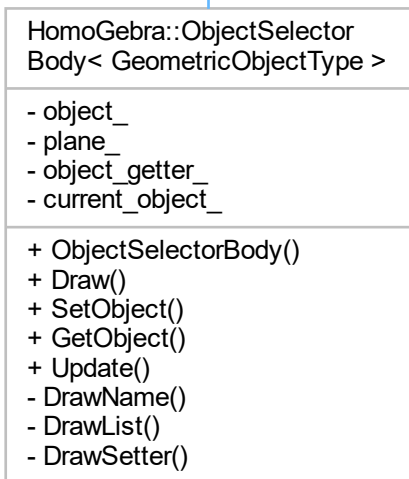 HomoGebra::ObjectSelector
Body< GeometricObjectType >
- object_
- plane_
- object_getter_
- current_object_
+ ObjectSelectorBody()
+ Draw()
+ SetObject()
+ GetObject()
+ Update()
- DrawName()
- DrawList()
- DrawSetter()